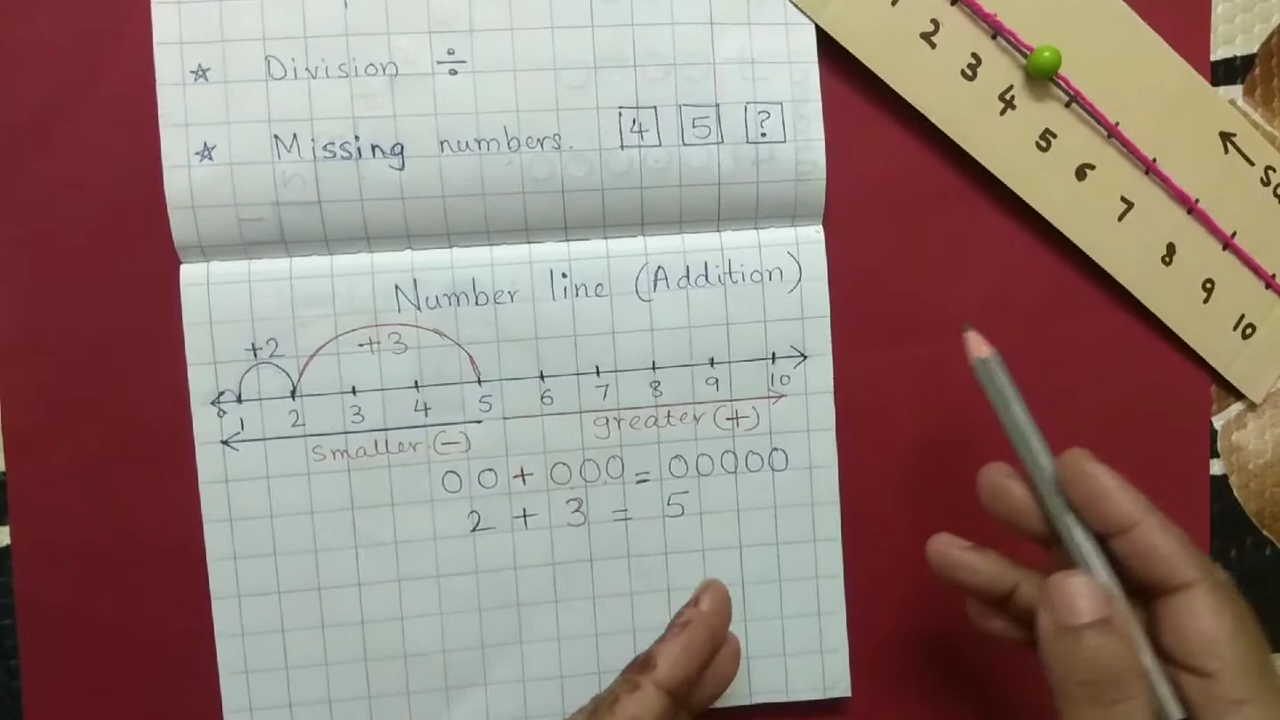 ☆ Division ÷
☆ Missing numbers. 4 5 ?
Number line (Addition)
+2 +3
0 1 2 3 4 5 6 7 8 9 10
smaller (-) greater (+)
00 + 000 = 00000
2 + 3 = 5
2 3 4 5 6 7 8 9 10